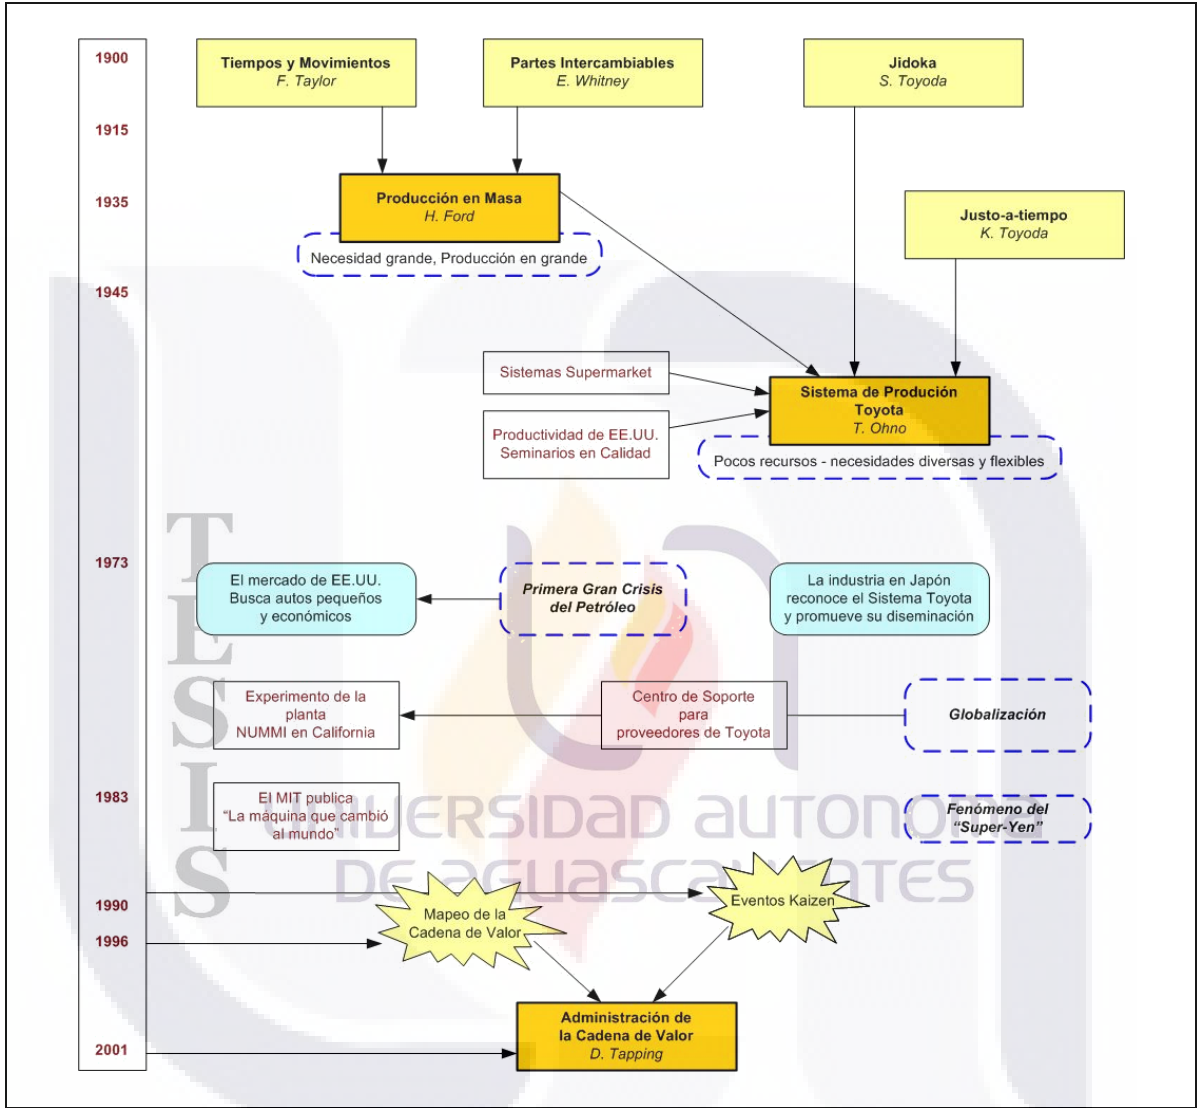 1900
Tiempos y Movimientos
F. Taylor
Partes Intercambiables
E. Whitney
Jidoka
S. Toyoda
1915
1935
Producción en Masa
H. Ford
Necesidad grande, Producción en grande
Justo-a-tiempo
K. Toyoda
1945
Sistemas Supermarket
Productividad de EE.UU.
Seminarios en Calidad
Sistema de Produción
Toyota
T. Ohno
Pocos recursos - necesidades diversas y flexibles
1973
El mercado de EE.UU.
Busca autos pequeños
y económicos
Primera Gran Crisis
del Petróleo
La industria en Japón
reconoce el Sistema Toyota
y promueve su diseminación
Experimento de la
planta
NUMMI en California
Centro de Soporte
para
proveedores de Toyota
Globalización
1983
El MIT publica
“La máquina que cambió
al mundo”
Fenómeno del
“Super-Yen”
1990
Mapeo de la
Cadena de Valor
Eventos Kaizen
1996
Administración de
la Cadena de Valor
D. Tapping
2001
TESIS
UNIVERSIDAD AUTONOMA
DE AGUASCALIENTES